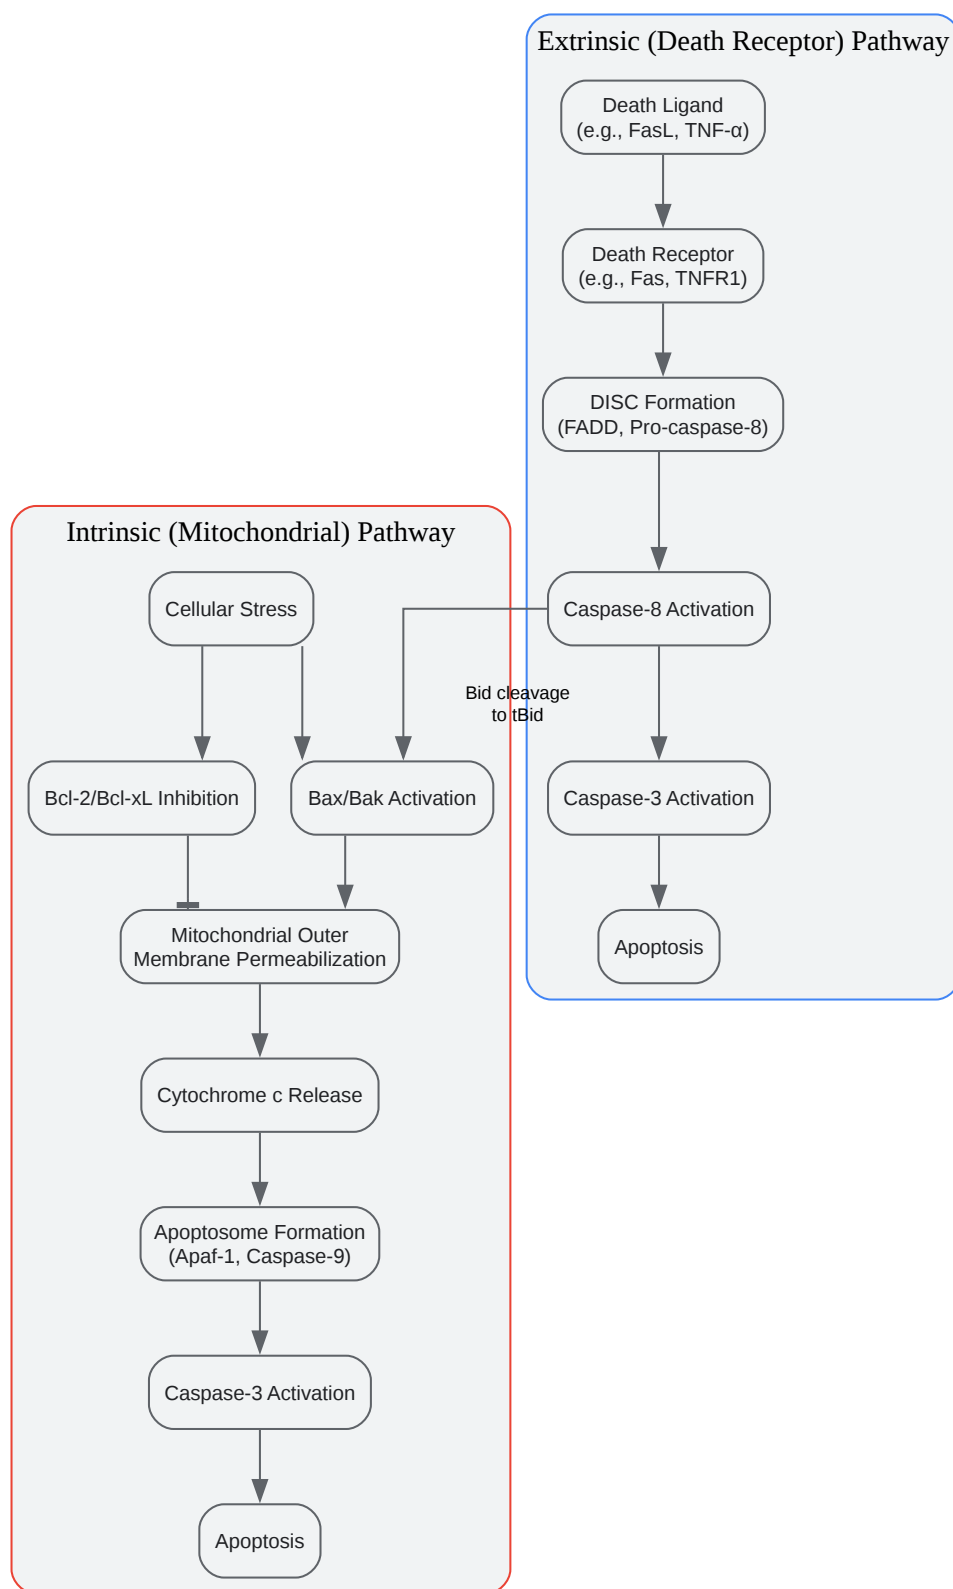 Extrinsic (Death Receptor) Pathway
Death Ligand
(e.g., FasL, TNF-α)
Death Receptor
(e.g., Fas, TNFR1)
DISC Formation
(FADD, Pro-caspase-8)
Intrinsic (Mitochondrial) Pathway
Cellular Stress
Caspase-8 Activation
Bid cleavage
to tBid
Bcl-2/Bcl-xL Inhibition
Bax/Bak Activation
Caspase-3 Activation
Mitochondrial Outer
Membrane Permeabilization
Apoptosis
Cytochrome c Release
Apoptosome Formation
(Apaf-1, Caspase-9)
Caspase-3 Activation
Apoptosis